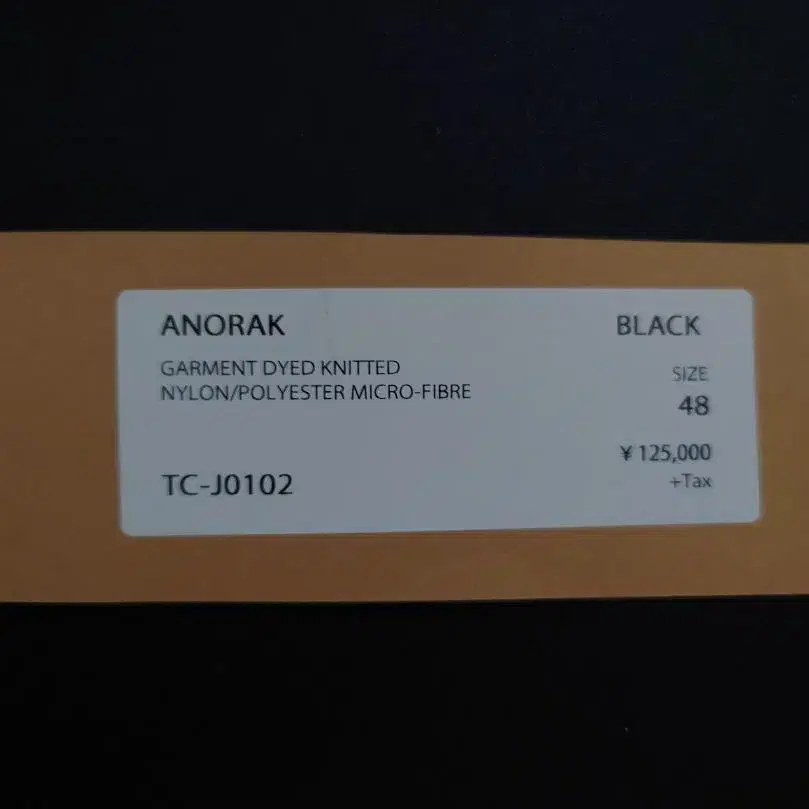 ANORAK
BLACK
GARMENT DYED KNITTED
NYLON/POLYESTER MICRO-FIBRE
SIZE
48
¥ 125,000
+Tax
TC-J0102